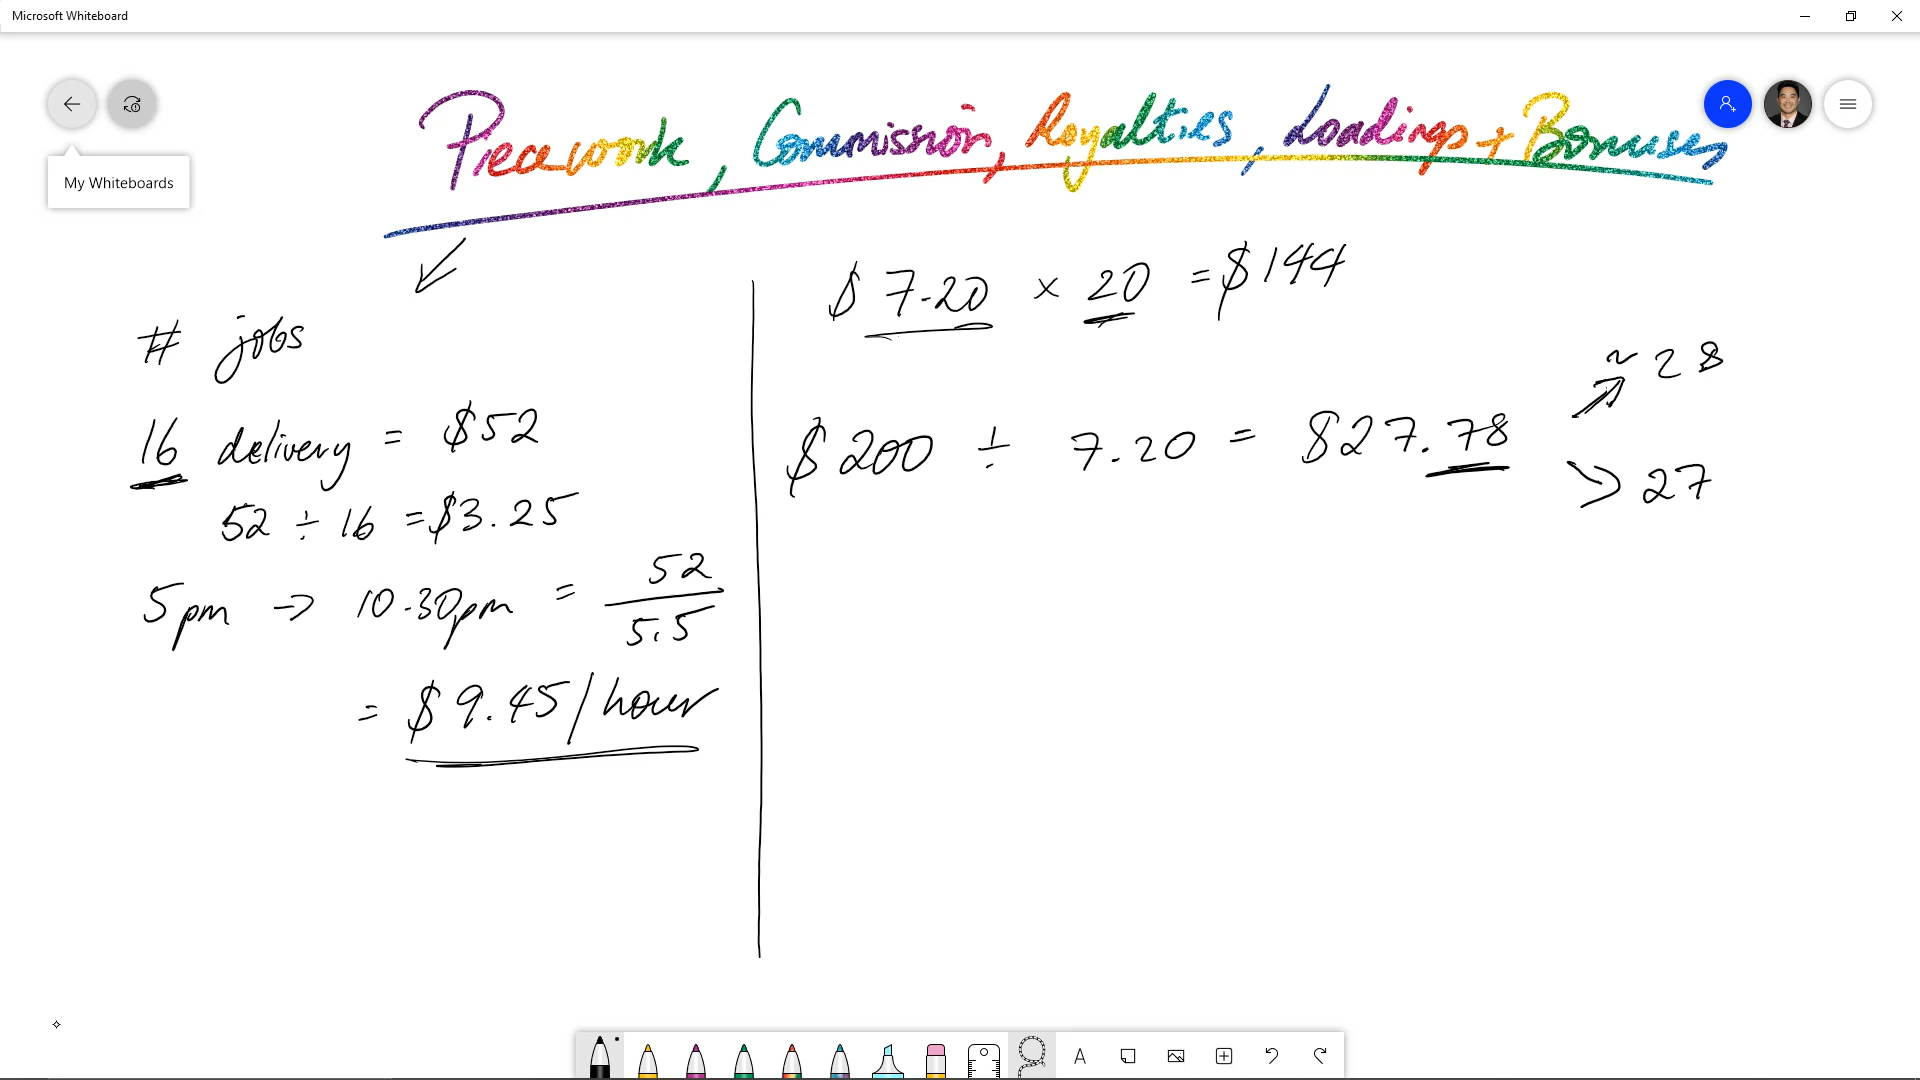 Microsoft Whiteboard
My Whiteboards
Piecework, Commission, Royalties, Loadings + Bonuses
# jobs
16 delivery = $52
52 ÷ 16 = $3.25
5pm → 10.30pm = 52
5.5
= $9.45/hour
$7.20 × 20 = $144
$200 ÷ 7.20 = $27.78
~ 28
> 27
A